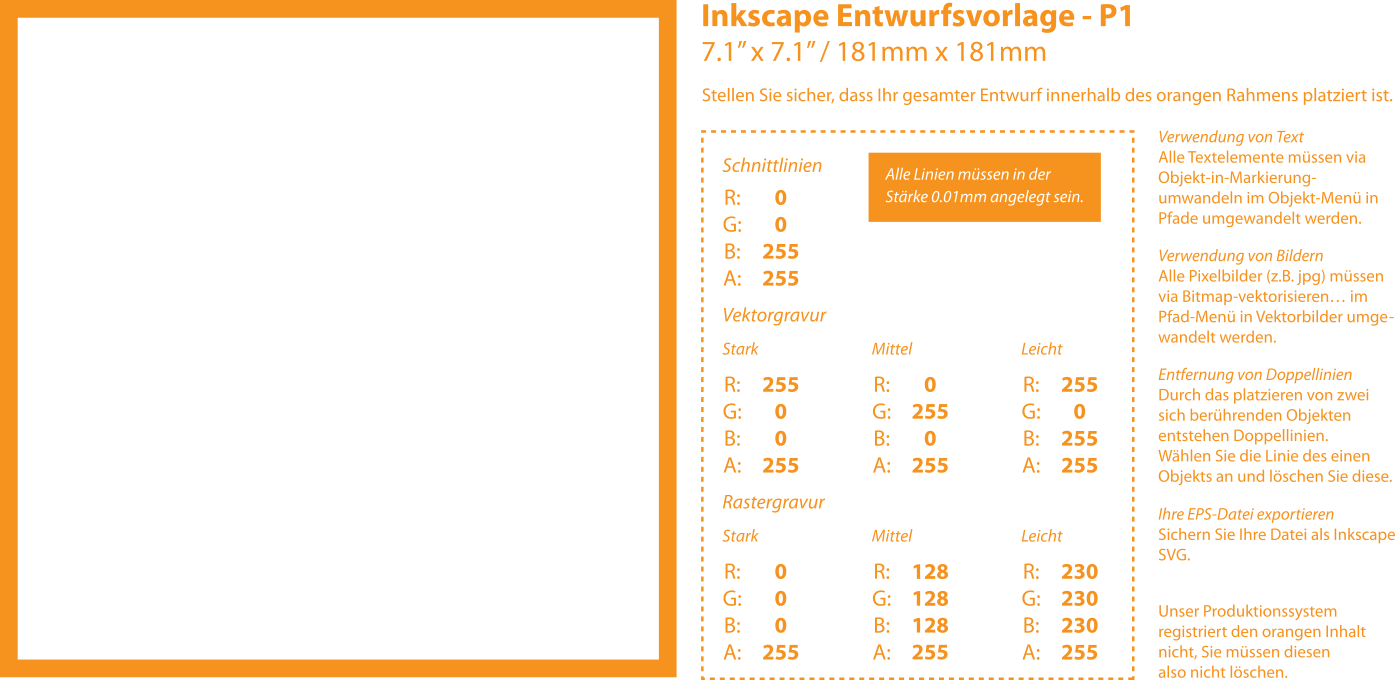 Inkscape Entwurfsvorlage - P1
7.1” x 7.1” / 181mm x 181mm
Stellen Sie sicher, dass Ihr gesamter Entwurf innerhalb des orangen Rahmens platziert ist.
Schnittlinien
R: 0
G: 0
B: 255
A: 255
Alle Linien müssen in der
Stärke 0.01mm angelegt sein.
Vektorgravur
Stark Mittel Leicht
R: 255 R: 0 R: 255
G: 0 G: 255 G: 0
B: 0 B: 0 B: 255
A: 255 A: 255 A: 255
Rastergravur
Stark Mittel Leicht
R: 0 R: 128 R: 230
G: 0 G: 128 G: 230
B: 0 B: 128 B: 230
A: 255 A: 255 A: 255
Verwendung von Text
Alle Textelemente müssen via
Objekt-in-Markierung-
umwandeln im Objekt-Menü in
Pfade umgewandelt werden.
Verwendung von Bildern
Alle Pixelbilder (z.B. jpg) müssen
via Bitmap-vektorisieren… im
Pfad-Menü in Vektorbilder umge-
wandelt werden.
Entfernung von Doppellinien
Durch das platzieren von zwei
sich berührenden Objekten
entstehen Doppellinien.
Wählen Sie die Linie des einen
Objekts an und löschen Sie diese.
Ihre EPS-Datei exportieren
Sichern Sie Ihre Datei als Inkscape
SVG.
Unser Produktionssystem
registriert den orangen Inhalt
nicht, Sie müssen diesen
also nicht löschen.